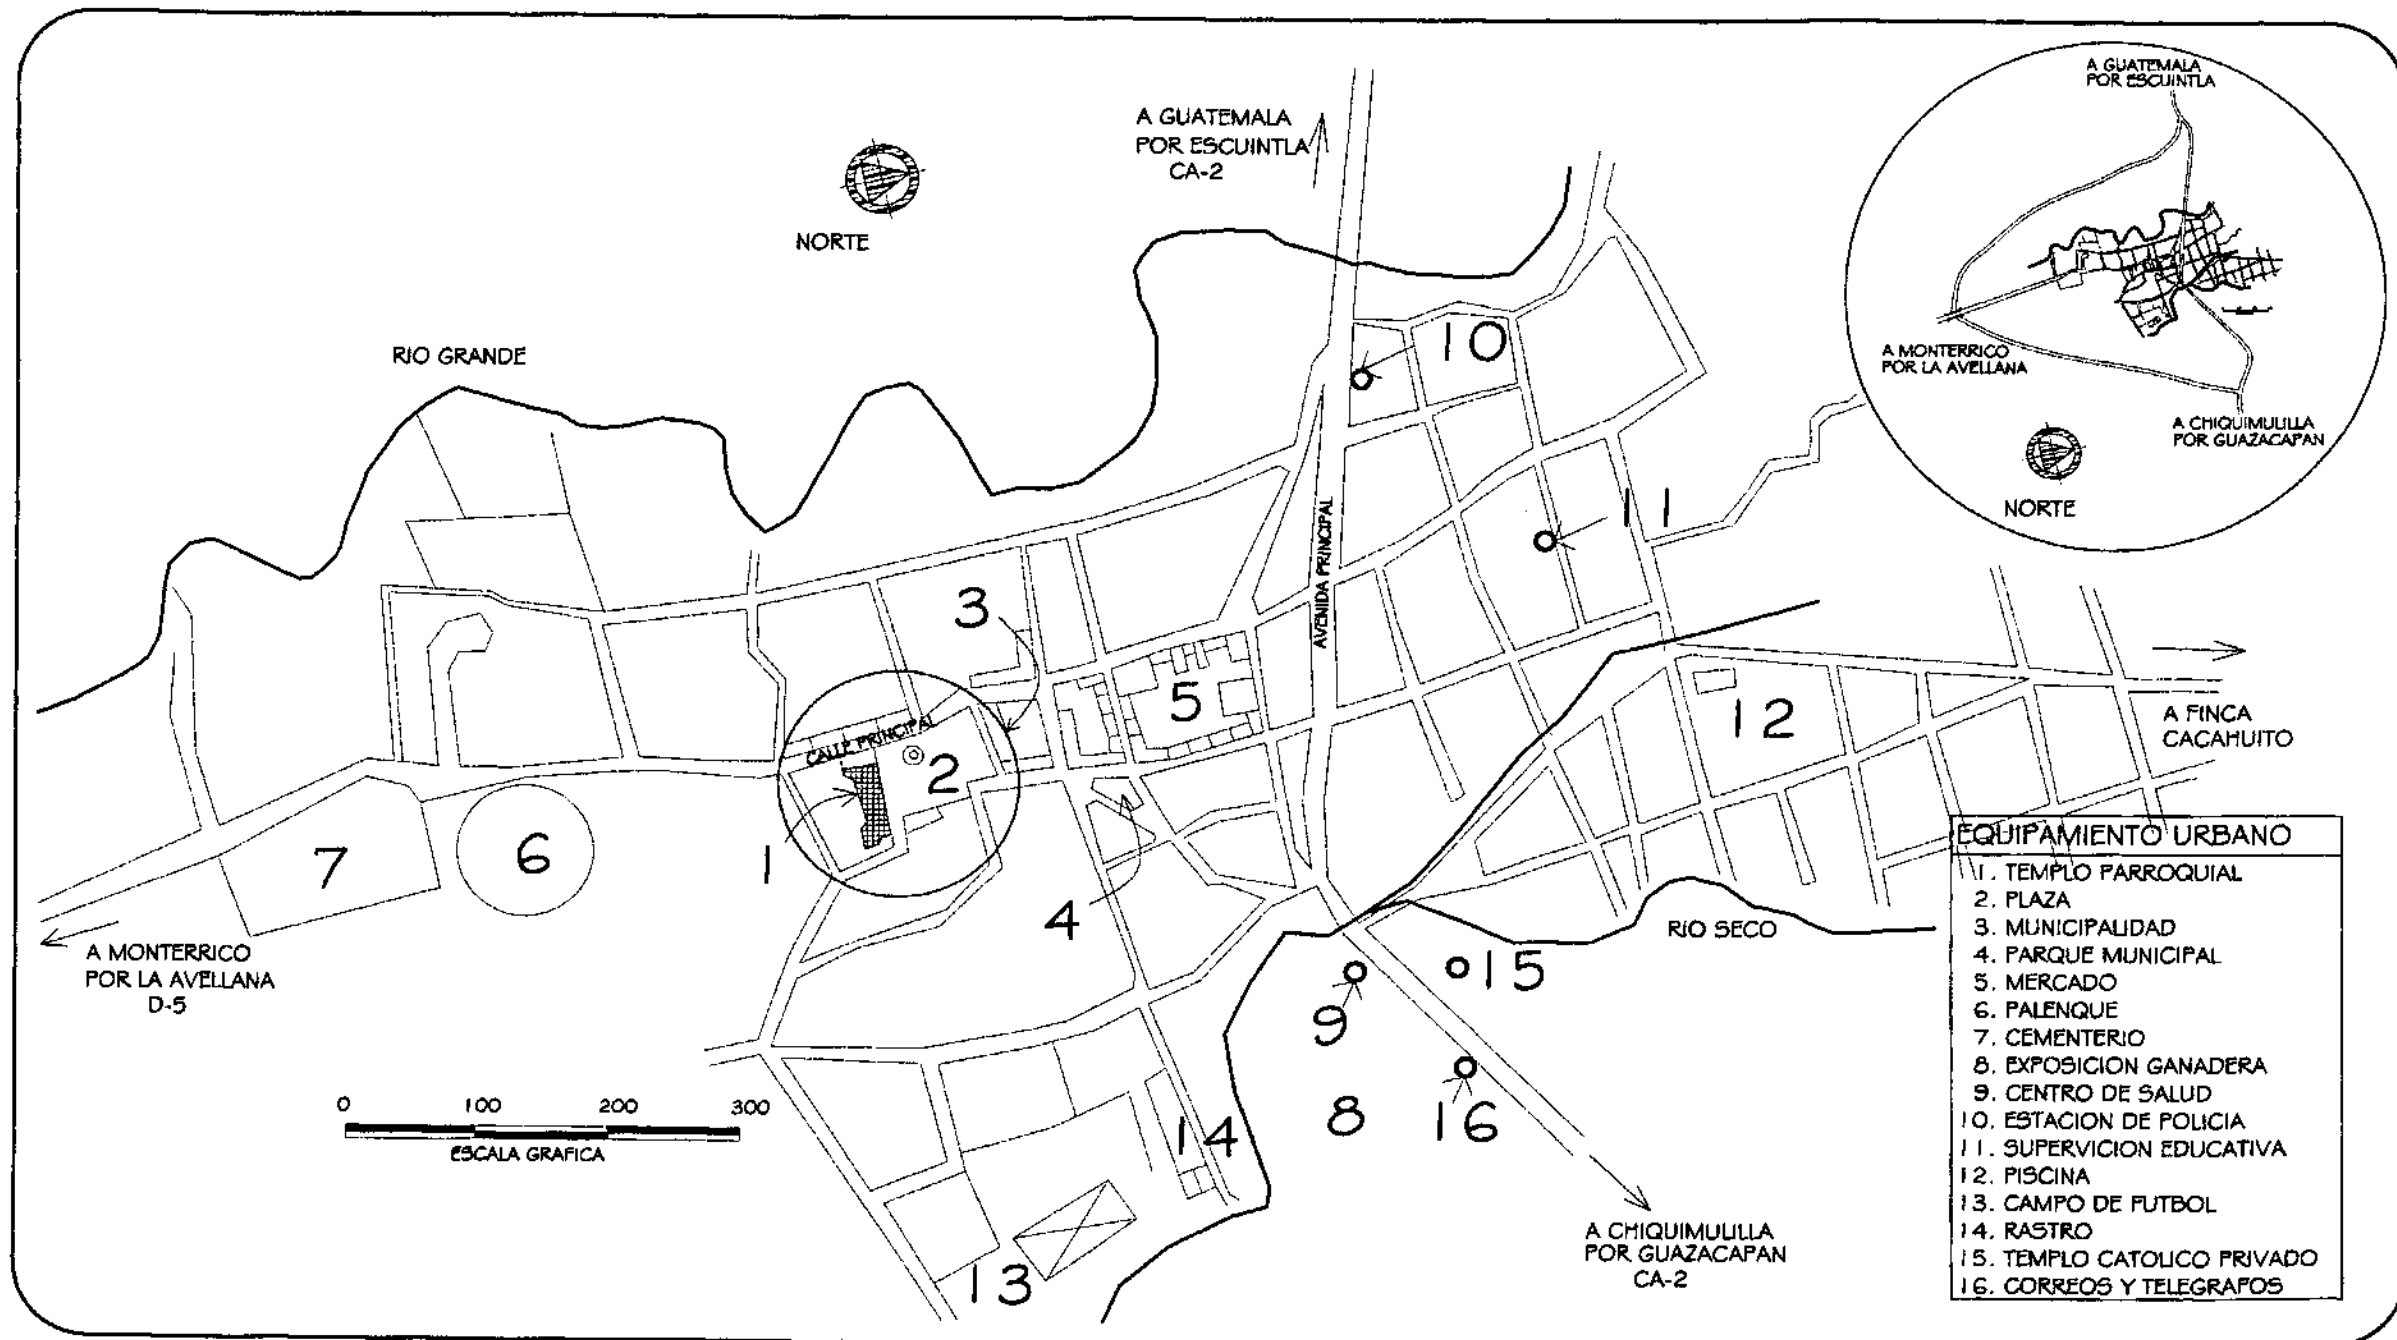 A GUATEMALA
POR ESCUINTLA
CA-2
NORTE
RIO GRANDE
A GUATEMALA
POR ESCUINTLA
A MONTERRICO
POR LA AVELLANA
A CHIQUIMULILLA
POR GUAZACAPAN
NORTE
10
11
AVENIDA PRINCIPAL
3
5
CALLE PRINCIPAL
2
12
A FINCA
CACAHUITO
1
6
7
4
A MONTERRICO
POR LA AVELLANA
D-5
RIO SECO
15
9
8
16
14
13
0 100 200 300
ESCALA GRAFICA
A CHIQUIMULILLA
POR GUAZACAPAN
CA-2
EQUIPAMIENTO URBANO
1. TEMPLO PARROQUIAL
2. PLAZA
3. MUNICIPALIDAD
4. PARQUE MUNICIPAL
5. MERCADO
6. PALENQUE
7. CEMENTERIO
8. EXPOSICION GANADERA
9. CENTRO DE SALUD
10. ESTACION DE POLICIA
11. SUPERVICION EDUCATIVA
12. PISCINA
13. CAMPO DE FUTBOL
14. RASTRO
15. TEMPLO CATOLICO PRIVADO
16. CORREOS Y TELEGRAFOS